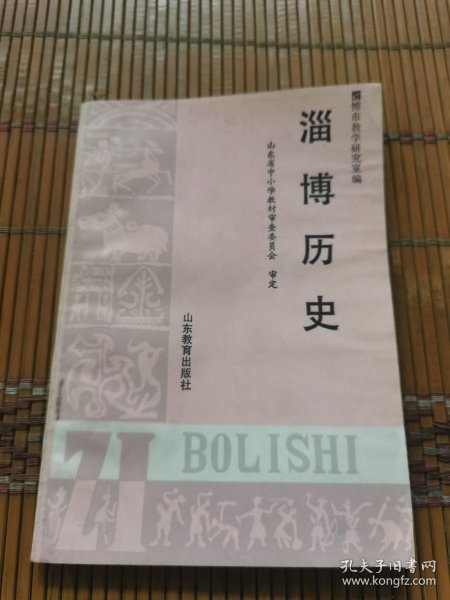 淄博市教学研究室编
淄博历史
山东省中小学教材审查委员会 审定
山东教育出版社
ZI BOLISHI
孔夫子旧书网
www.kongfz.com